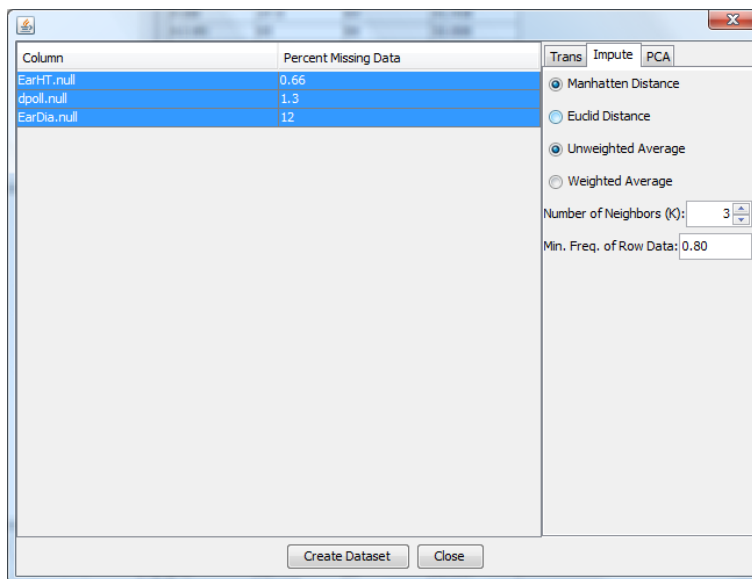 Column Percent Missing Data
EarHT.null 0.66
dpoll.null 1.3
EarDia.null 12
Trans Impute PCA
Manhatten Distance
Euclid Distance
Unweighted Average
Weighted Average
Number of Neighbors (K): 3
Min. Freq. of Row Data: 0.80
Create Dataset Close